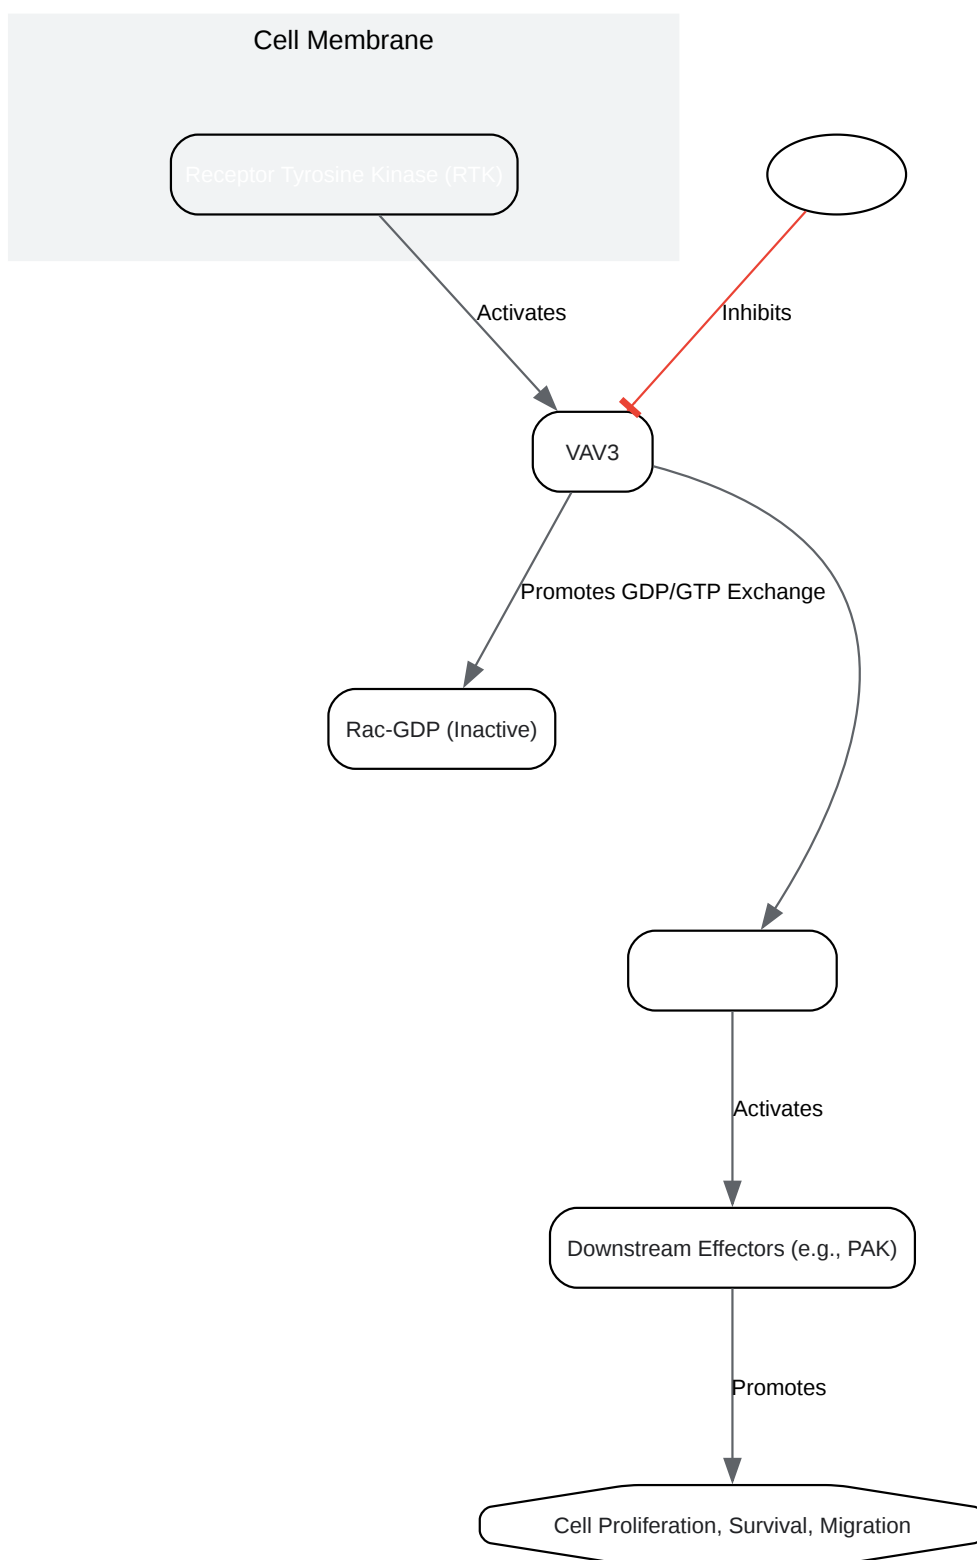 Cell Membrane
Receptor Tyrosine Kinase (RTK)
Activates
Inhibits
VAV3
Promotes GDP/GTP Exchange
Rac-GDP (Inactive)
Activates
Downstream Effectors (e.g., PAK)
Promotes
Cell Proliferation, Survival, Migration